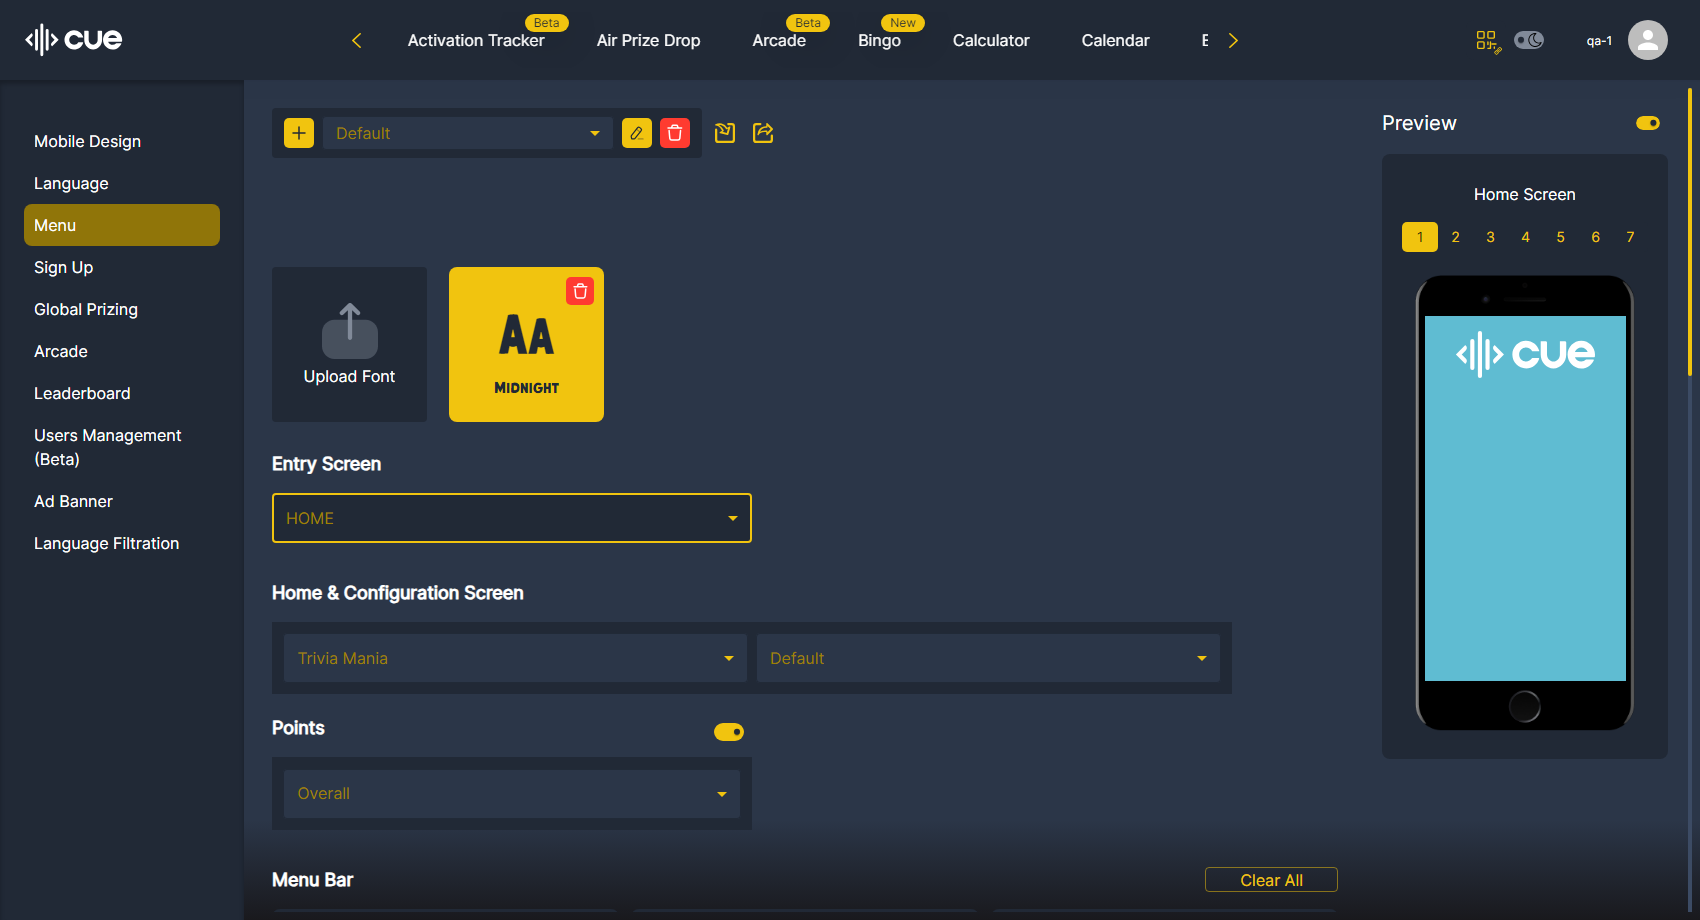 cue
Activation Tracker
Beta
Air Prize Drop
Arcade
Beta
Bingo
New
Calculator
Calendar
qa-1
Mobile Design
Language
Menu
Sign Up
Global Prizing
Arcade
Leaderboard
Users Management
(Beta)
Ad Banner
Language Filtration
Default
Upload Font
AA
MIDNIGHT
Entry Screen
HOME
Home & Configuration Screen
Trivia Mania
Default
Points
Overall
Menu Bar
Clear All
Preview
Home Screen
1 2 3 4 5 6 7
cue